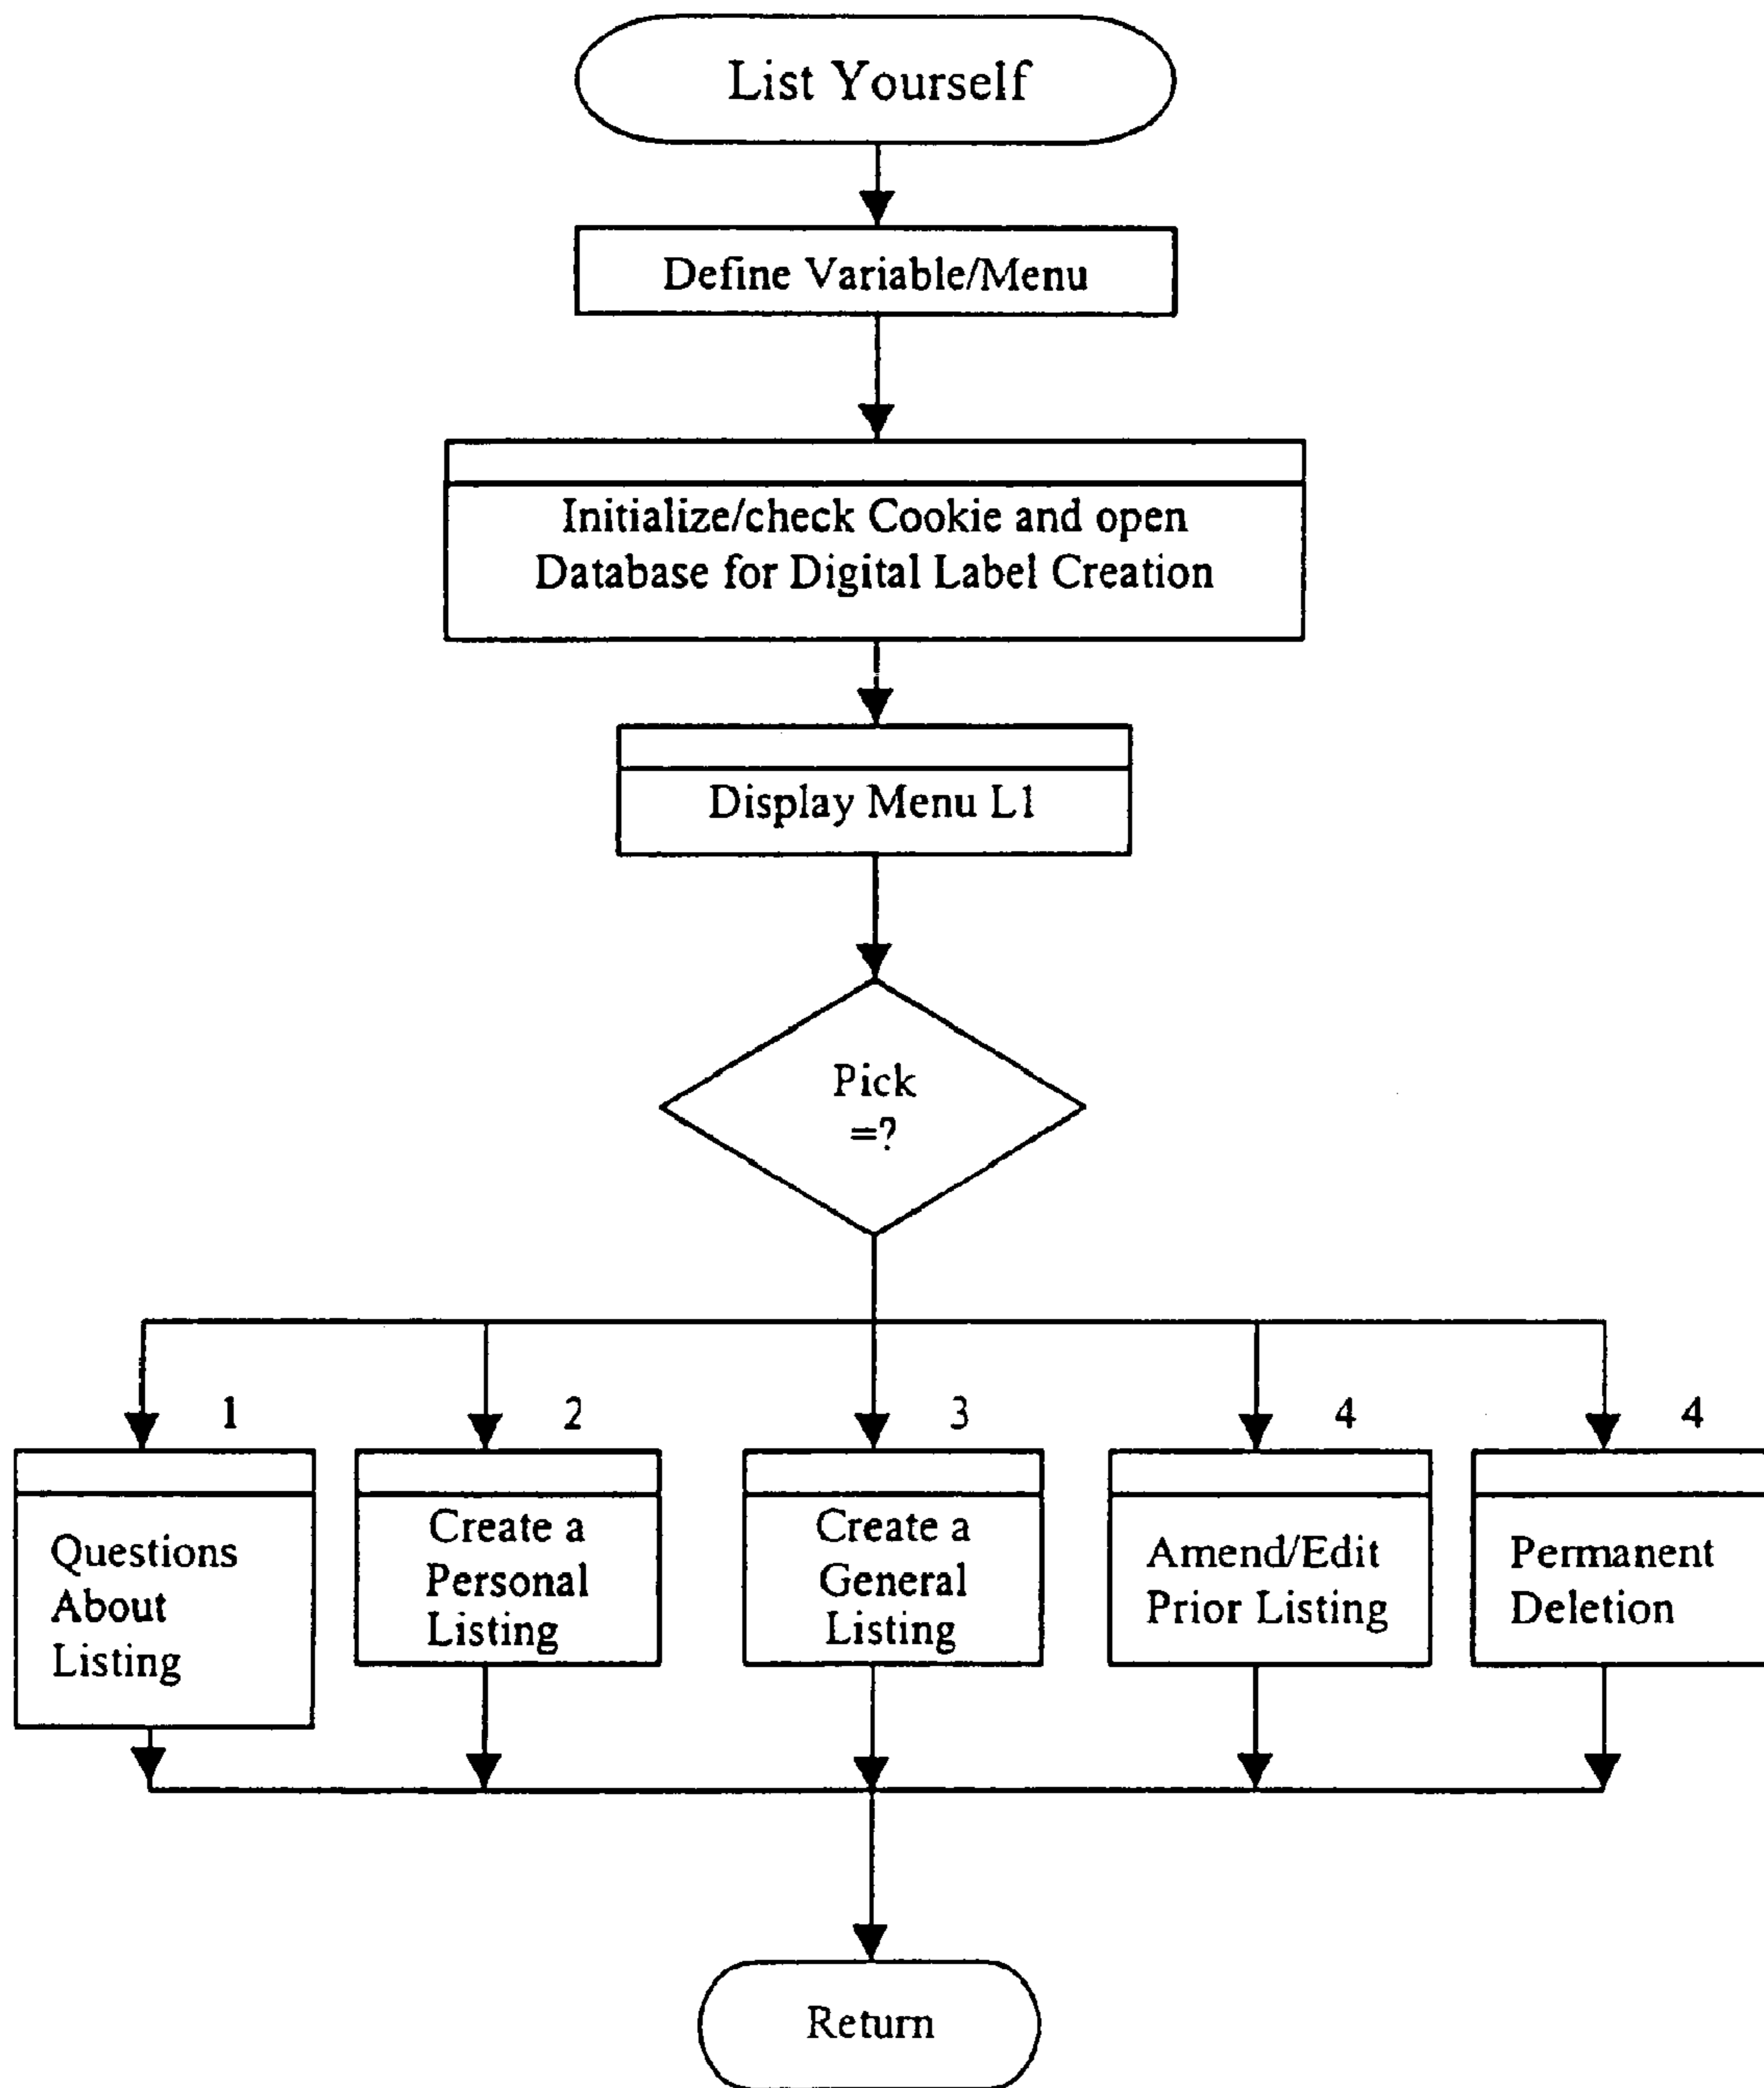 List Yourself
Define Variable/Menu
Initialize/check Cookie and open
Database for Digital Label Creation
Display Menu L1
Pick
=?
1
2
3
4
4
Questions
About
Listing
Create a
Personal
Listing
Create a
General
Listing
Amend/Edit
Prior Listing
Permanent
Deletion
Return